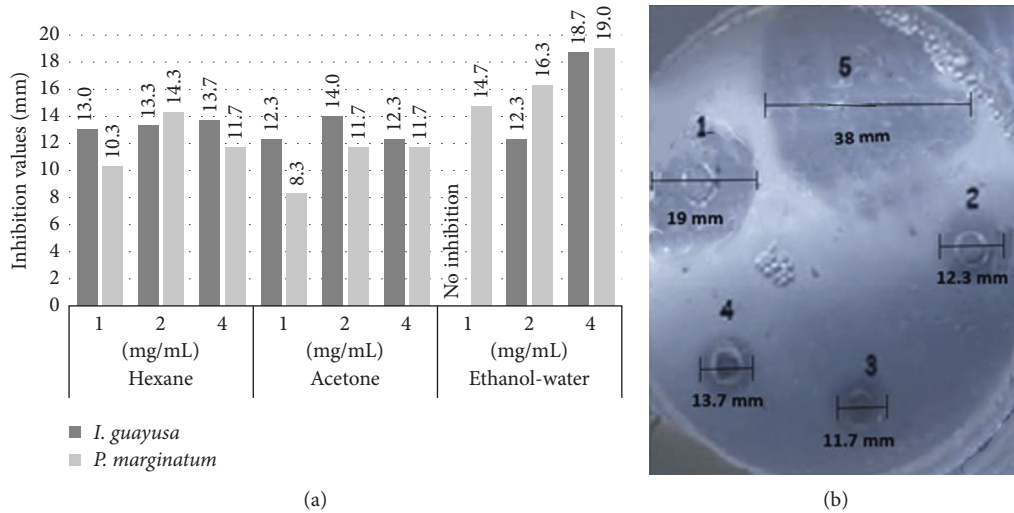 Inhibition values (mm)
20
18
16
14
12
10
8
6
4
2
0
13.0
10.3
13.3
14.3
13.7
11.7
12.3
8.3
14.0
11.7
12.3
11.7
No inhibition
14.7
12.3
16.3
18.7
19.0
1 2 4 1 2 4 1 2 4
(mg/mL) (mg/mL) (mg/mL)
Hexane Acetone Ethanol-water
I. guayusa
P. marginatum
(a)
5
38 mm
1
19 mm
2
12.3 mm
4
13.7 mm
3
11.7 mm
(b)